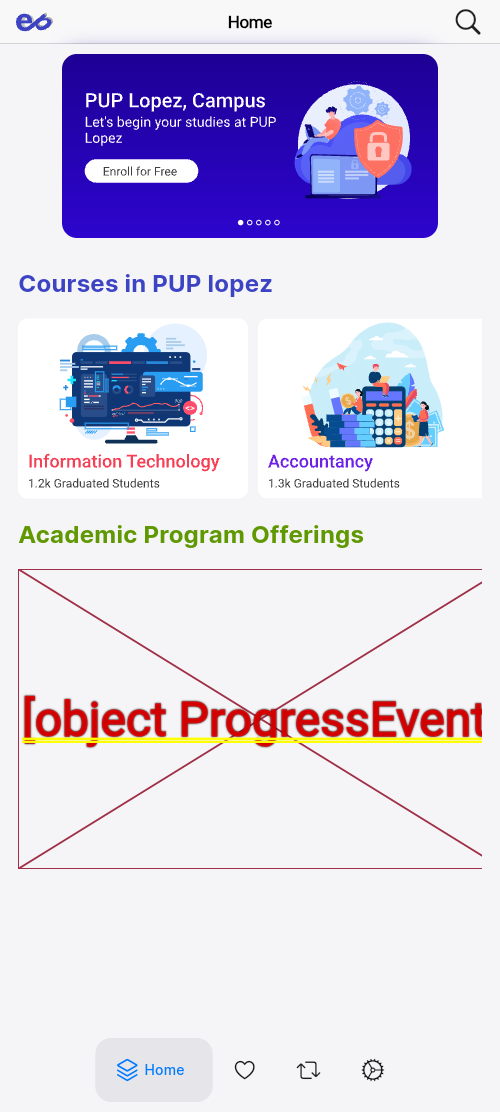 Home
PUP Lopez, Campus
Let's begin your studies at PUP
Lopez
Enroll for Free
Courses in PUP lopez
Information Technology
1.2k Graduated Students
Accountancy
1.3k Graduated Students
Academic Program Offerings
[object ProgressEvent
Home